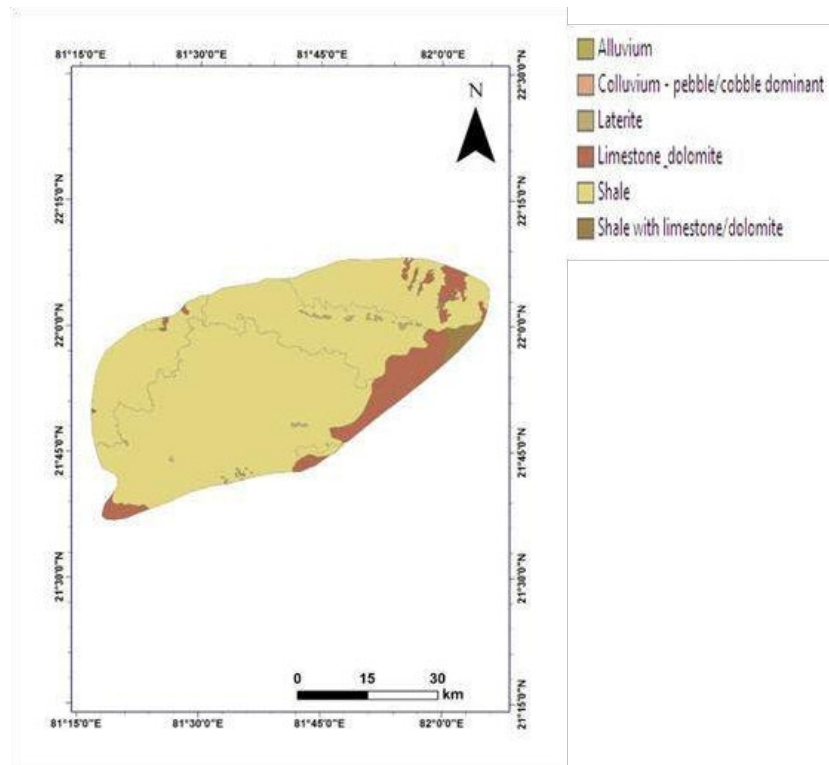 81°15'0"E 81°30'0"E 81°45'0"E 82°0'0"E
N
22°30'0"N
22°15'0"N 22°15'0"N
22°0'0"N 22°0'0"N
21°45'0"N 21°45'0"N
21°30'0"N 21°30'0"N
21°15'0"N
0 15 30
km
81°15'0"E 81°30'0"E 81°45'0"E 82°0'0"E
Alluvium
Colluvium - pebble/cobble dominant
Laterite
Limestone_dolomite
Shale
Shale with limestone/dolomite